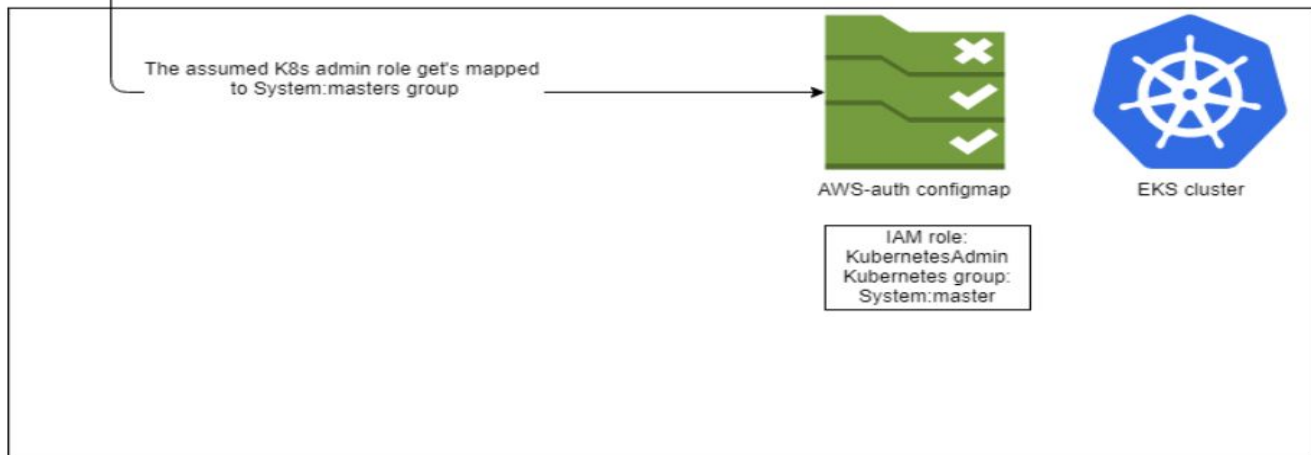 The assumed K8s admin role get's mapped
to System:masters group
AWS-auth configmap
EKS cluster
IAM role:
KubernetesAdmin
Kubernetes group:
System:master